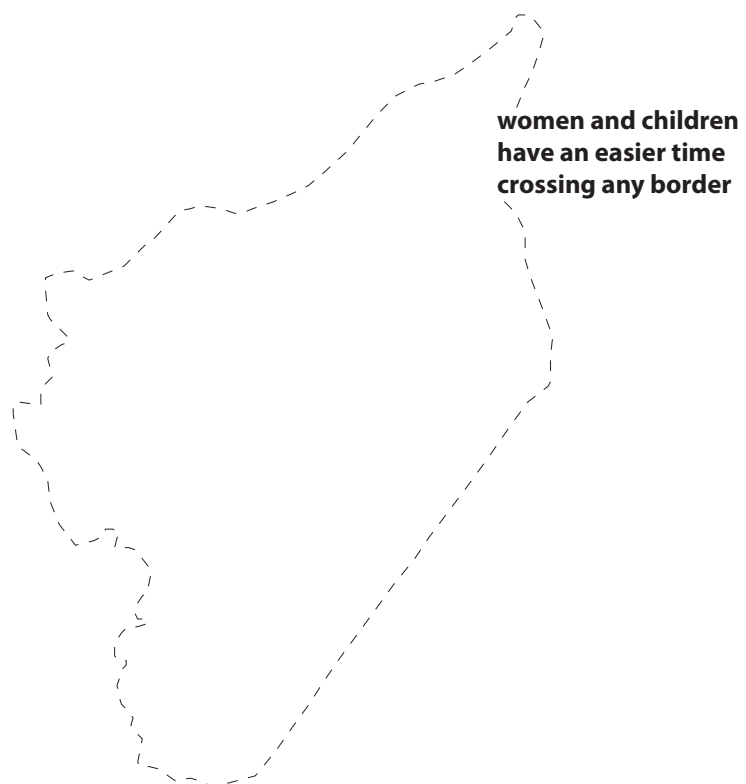 women and children
have an easier time
crossing any border